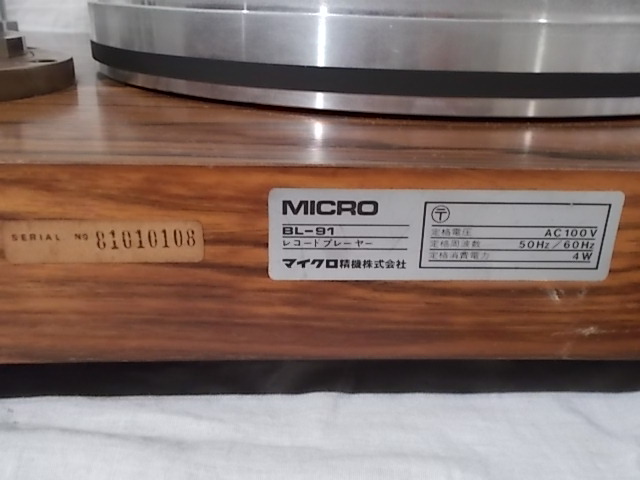 SERIAL NO 81010108
MICRO
BL-91
レコードプレーヤー
マイクロ精機株式会社
〒
定格電圧 AC100V
定格周波数 50Hz/60Hz
定格消費電力 4W